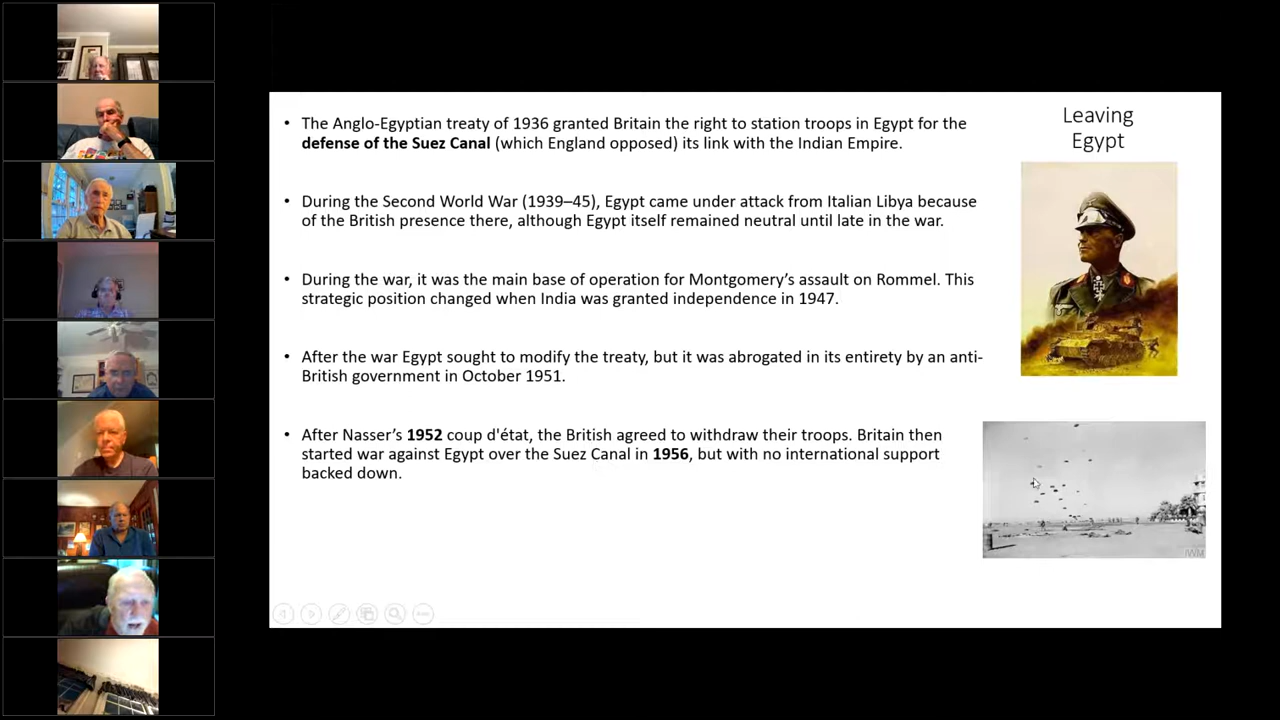 Leaving
Egypt
• The Anglo-Egyptian treaty of 1936 granted Britain the right to station troops in Egypt for the
defense of the Suez Canal (which England opposed) its link with the Indian Empire.
• During the Second World War (1939–45), Egypt came under attack from Italian Libya because
of the British presence there, although Egypt itself remained neutral until late in the war.
• During the war, it was the main base of operation for Montgomery's assault on Rommel. This
strategic position changed when India was granted independence in 1947.
• After the war Egypt sought to modify the treaty, but it was abrogated in its entirety by an anti-
British government in October 1951.
• After Nasser's 1952 coup d'état, the British agreed to withdraw their troops. Britain then
started war against Egypt over the Suez Canal in 1956, but with no international support
backed down.
IWM